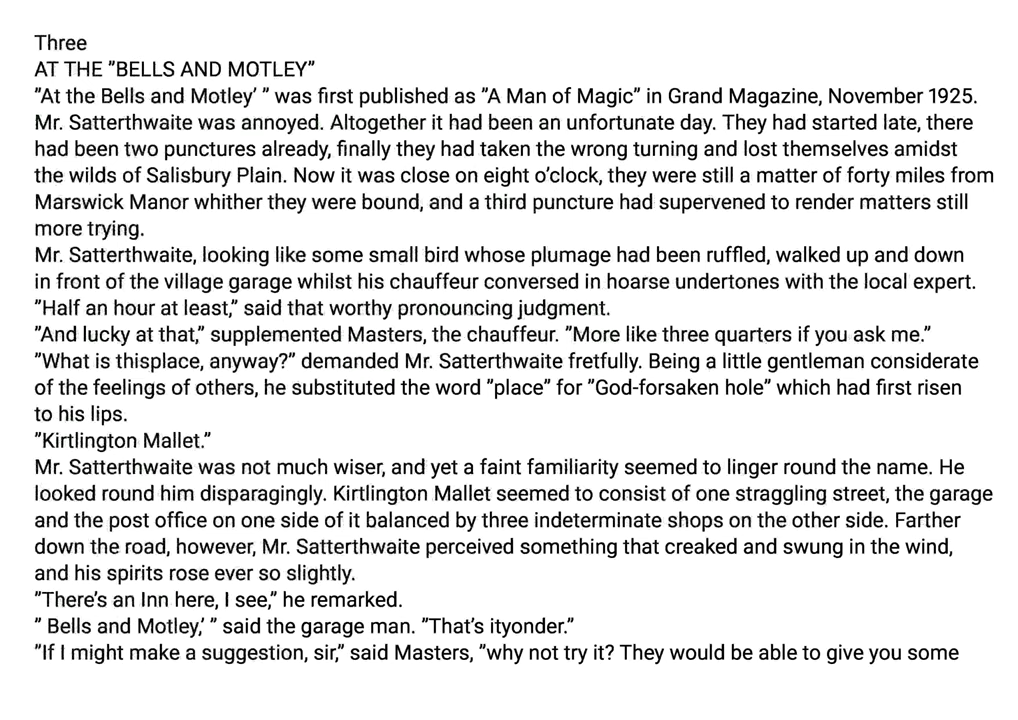 Three
AT THE ”BELLS AND MOTLEY”
”At the Bells and Motley’ ” was first published as ”A Man of Magic” in Grand Magazine, November 1925.
Mr. Satterthwaite was annoyed. Altogether it had been an unfortunate day. They had started late, there
had been two punctures already, finally they had taken the wrong turning and lost themselves amidst
the wilds of Salisbury Plain. Now it was close on eight o’clock, they were still a matter of forty miles from
Marswick Manor whither they were bound, and a third puncture had supervened to render matters still
more trying.
Mr. Satterthwaite, looking like some small bird whose plumage had been ruffled, walked up and down
in front of the village garage whilst his chauffeur conversed in hoarse undertones with the local expert.
”Half an hour at least,” said that worthy pronouncing judgment.
”And lucky at that,” supplemented Masters, the chauffeur. ”More like three quarters if you ask me.”
”What is thisplace, anyway?” demanded Mr. Satterthwaite fretfully. Being a little gentleman considerate
of the feelings of others, he substituted the word ”place” for ”God-forsaken hole” which had first risen
to his lips.
”Kirtlington Mallet.”
Mr. Satterthwaite was not much wiser, and yet a faint familiarity seemed to linger round the name. He
looked round him disparagingly. Kirtlington Mallet seemed to consist of one straggling street, the garage
and the post office on one side of it balanced by three indeterminate shops on the other side. Farther
down the road, however, Mr. Satterthwaite perceived something that creaked and swung in the wind,
and his spirits rose ever so slightly.
”There’s an Inn here, I see,” he remarked.
” Bells and Motley,’ ” said the garage man. ”That’s ityonder.”
”If I might make a suggestion, sir,” said Masters, ”why not try it? They would be able to give you some